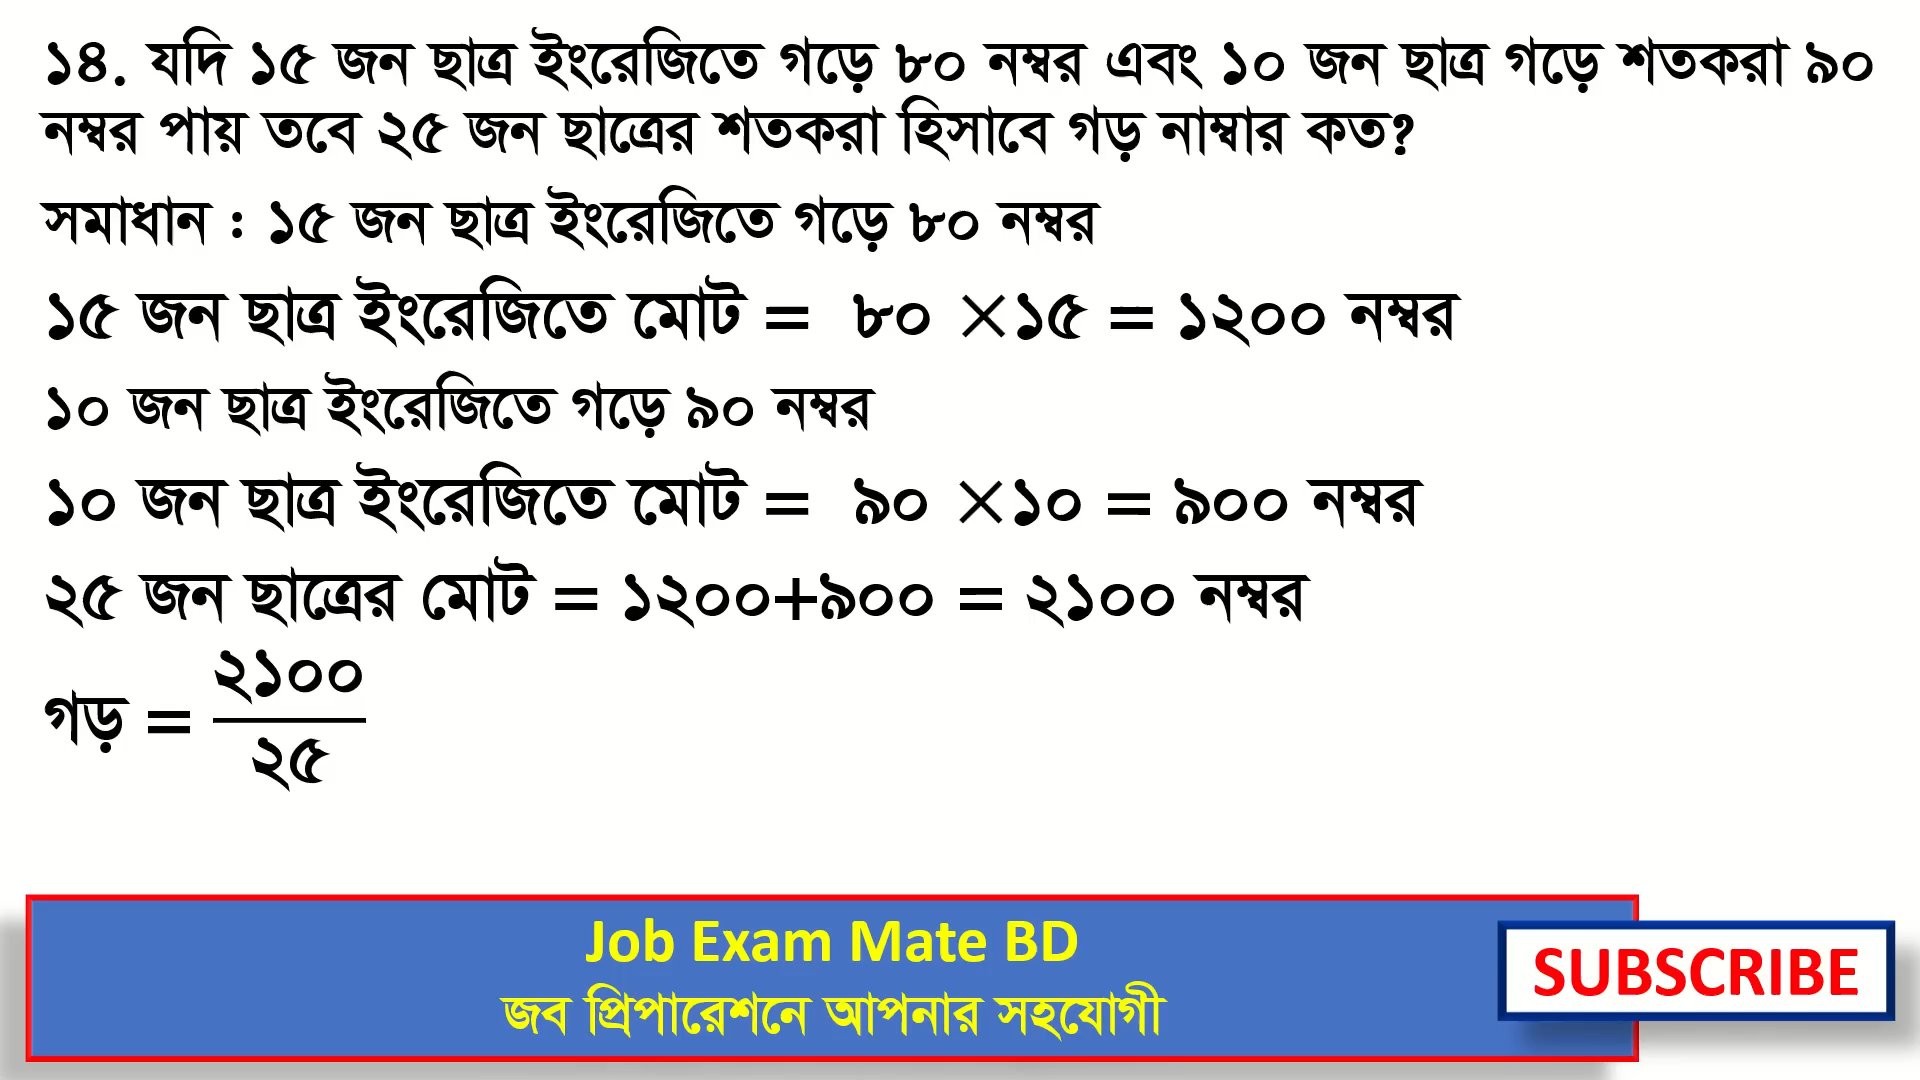 ১৪. যদি ১৫ জন ছাত্র ইংরেজিতে গড়ে ৮০ নম্বর এবং ১০ জন ছাত্র গড়ে শতকরা ৯০
নম্বর পায় তবে ২৫ জন ছাত্রের শতকরা হিসাবে গড় নাম্বার কত?
সমাধান : ১৫ জন ছাত্র ইংরেজিতে গড়ে ৮০ নম্বর
১৫ জন ছাত্র ইংরেজিতে মোট = ৮০ ×১৫ = ১২০০ নম্বর
১০ জন ছাত্র ইংরেজিতে গড়ে ৯০ নম্বর
১০ জন ছাত্র ইংরেজিতে মোট = ৯০ ×১০ = ৯০০ নম্বর
২৫ জন ছাত্রের মোট = ১২০০+৯০০ = ২১০০ নম্বর
গড় = ২১০০/২৫
Job Exam Mate BD
জব প্রিপারেশনে আপনার সহযোগী
SUBSCRIBE